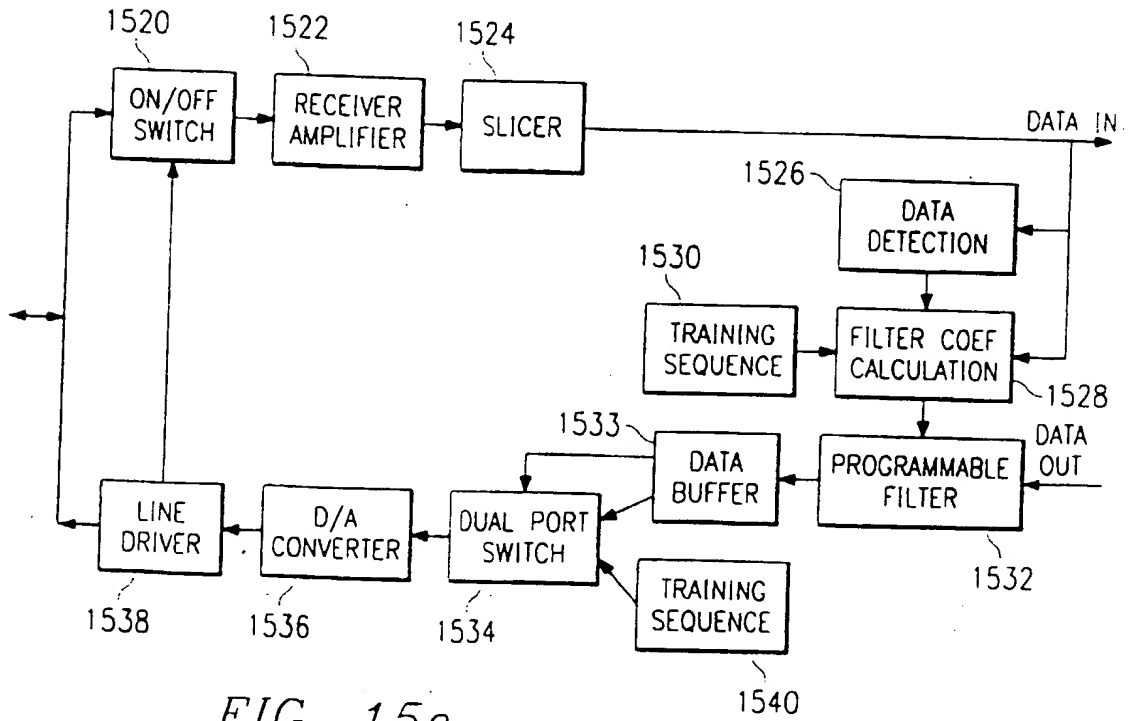 1520
1522
1524
ON/OFF
SWITCH
RECEIVER
AMPLIFIER
SLICER
DATA IN
1526
DATA
DETECTION
1530
TRAINING
SEQUENCE
FILTER COEF
CALCULATION
1528
1533
DATA
BUFFER
PROGRAMMABLE
FILTER
DATA
OUT
LINE
DRIVER
D/A
CONVERTER
DUAL PORT
SWITCH
1532
TRAINING
SEQUENCE
1538
1536
1534
1540